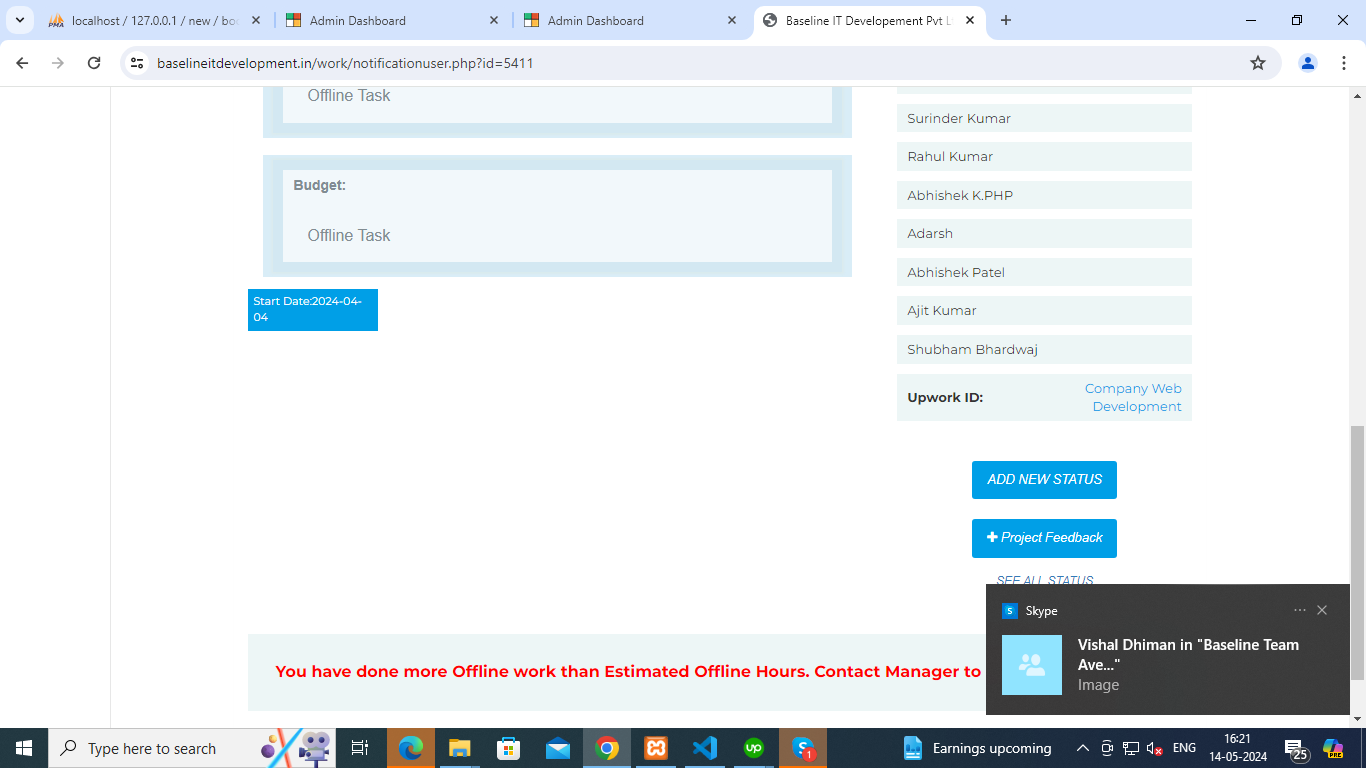 localhost / 127.0.0.1 / new / boo
Admin Dashboard
Admin Dashboard
Baseline IT Developement Pvt L
baselineitdevelopment.in/work/notificationuser.php?id=5411
Offline Task
Budget:
Offline Task
Start Date:2024-04-
04
Surinder Kumar
Rahul Kumar
Abhishek K.PHP
Adarsh
Abhishek Patel
Ajit Kumar
Shubham Bhardwaj
Upwork ID:
Company Web
Development
ADD NEW STATUS
Project Feedback
SEE ALL STATUS
You have done more Offline work than Estimated Offline Hours. Contact Manager to
Skype
Vishal Dhiman in "Baseline Team
Ave..."
Image
Type here to search
Earnings upcoming
ENG
16:21
14-05-2024
25